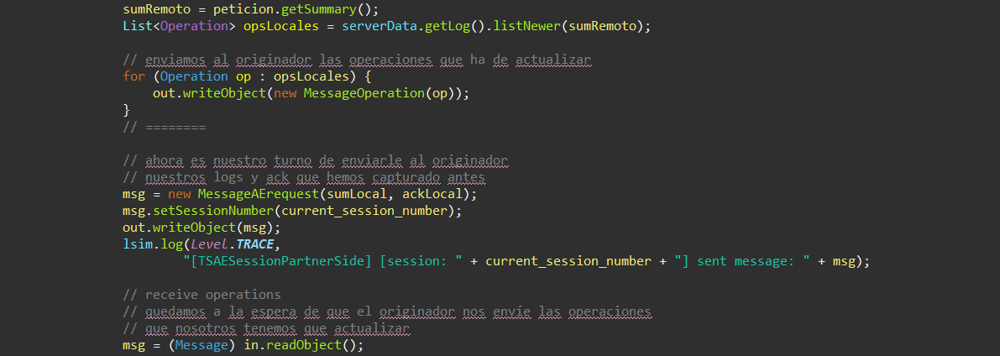 sumRemoto = peticion.getSummary();
List<Operation> opsLocales = serverData.getLog().listNewer(sumRemoto);
// enviamos al originador las operaciones que ha de actualizar
for (Operation op : opsLocales) {
out.writeObject(new MessageOperation(op));
}
// ========
// ahora es nuestro turno de enviarle al originador
// nuestros logs y ack que hemos capturado antes
msg = new MessageAErequest(sumLocal, ackLocal);
msg.setSessionNumber(current_session_number);
out.writeObject(msg);
lsim.log(Level.TRACE,
"[TSAESessionPartnerSide] [session: " + current_session_number + "] sent message: " + msg);
// receive operations
// quedamos a la espera de que el originador nos envíe las operaciones
// que nosotros tenemos que actualizar
msg = (Message) in.readObject();